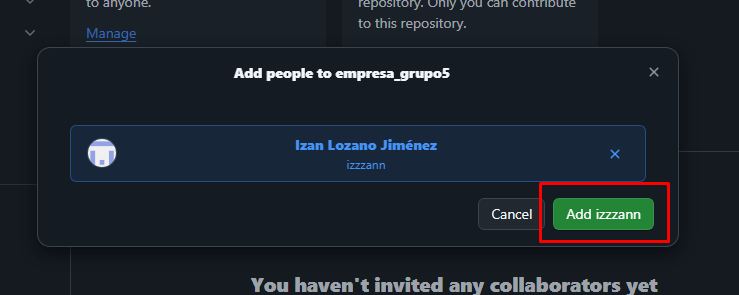 to anyone.
Manage
repository. Only you can contribute
to this repository.
Add people to empresa_grupo5
Izan Lozano Jiménez
izzzann
Cancel
Add izzzann
You haven't invited any collaborators yet